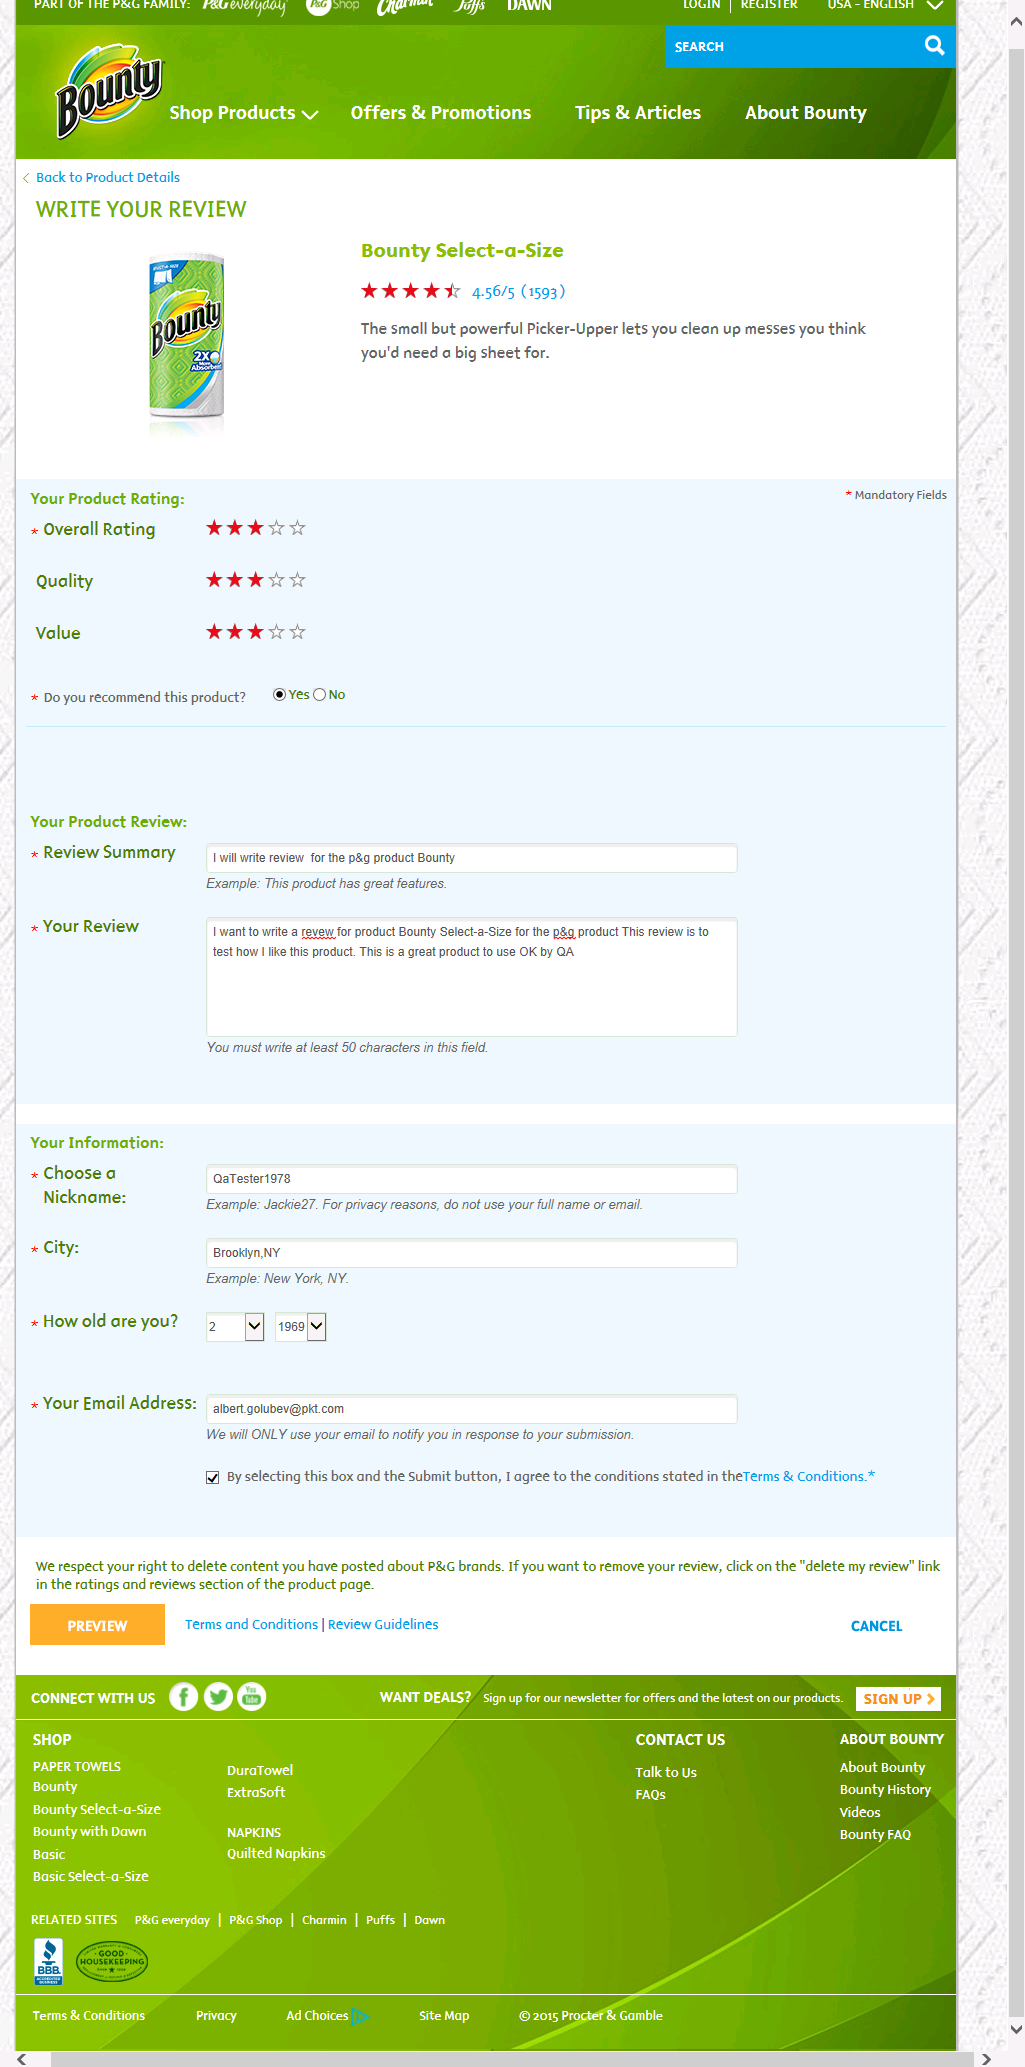 PART OF THE P&G FAMILY: P&G everyday P&G Shop Charmin Puffs DAWN LOGIN | REGISTER USA - ENGLISH
SEARCH
Bounty
Shop Products Offers & Promotions Tips & Articles About Bounty
Back to Product Details
WRITE YOUR REVIEW
Bounty Select-a-Size
4.56/5 (1593)
The small but powerful Picker-Upper lets you clean up messes you think
you'd need a big sheet for.
SELECT-A-SIZE
Bounty
2X
More
Absorbent
Your Product Rating:
* Mandatory Fields
* Overall Rating
Quality
Value
* Do you recommend this product? Yes No
Your Product Review:
* Review Summary
I will write review  for the p&g product Bounty
Example: This product has great features.
* Your Review
I want to write a revew for product Bounty Select-a-Size for the p&g product This review is to
test how I like this product. This is a great product to use OK by QA
You must write at least 50 characters in this field.
Your Information:
* Choose a
Nickname:
QaTester1978
Example: Jackie27. For privacy reasons, do not use your full name or email.
* City:
Brooklyn,NY
Example: New York, NY.
* How old are you? 2 1969
* Your Email Address:
albert.golubev@pkt.com
We will ONLY use your email to notify you in response to your submission.
By selecting this box and the Submit button, I agree to the conditions stated in theTerms & Conditions.*
We respect your right to delete content you have posted about P&G brands. If you want to remove your review, click on the "delete my review" link
in the ratings and reviews section of the product page.
PREVIEW Terms and Conditions | Review Guidelines CANCEL
CONNECT WITH US You Tube WANT DEALS? Sign up for our newsletter for offers and the latest on our products. SIGN UP
SHOP
PAPER TOWELS
Bounty
Bounty Select-a-Size
Bounty with Dawn
Basic
Basic Select-a-Size
DuraTowel
ExtraSoft
NAPKINS
Quilted Napkins
CONTACT US
Talk to Us
FAQs
ABOUT BOUNTY
About Bounty
Bounty History
Videos
Bounty FAQ
RELATED SITES P&G everyday | P&G Shop | Charmin | Puffs | Dawn
BBB
ACCREDITED
BUSINESS
GOOD
HOUSEKEEPING
Terms & Conditions Privacy Ad Choices Site Map © 2015 Procter & Gamble